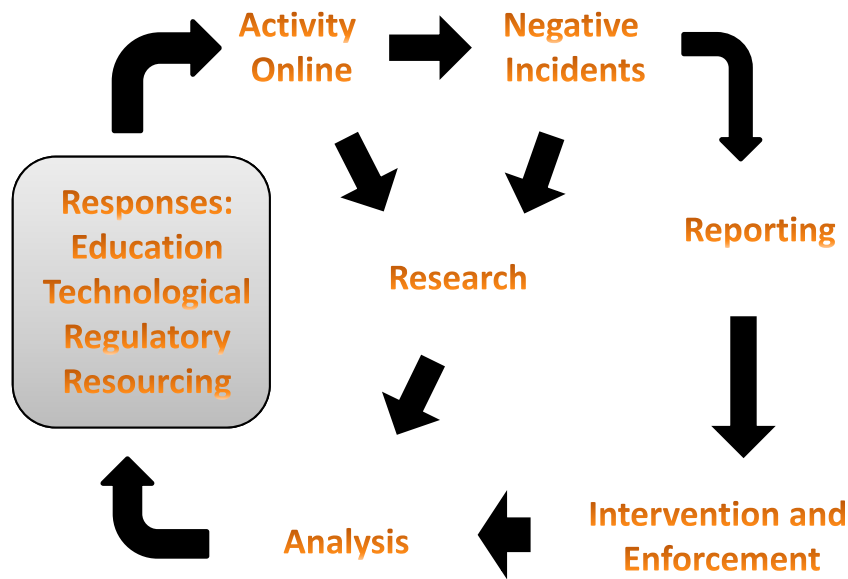 Activity
Online
Negative
Incidents
Responses:
Education
Technological
Regulatory
Resourcing
Reporting
Research
Analysis
Intervention and
Enforcement